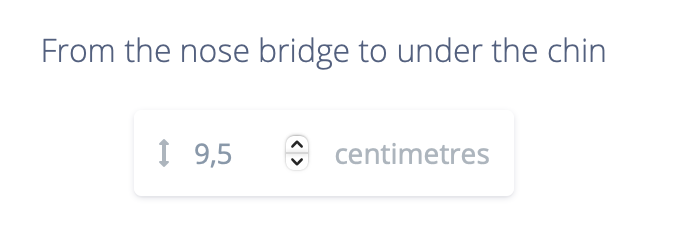 From the nose bridge to under the chin
9,5 centimetres